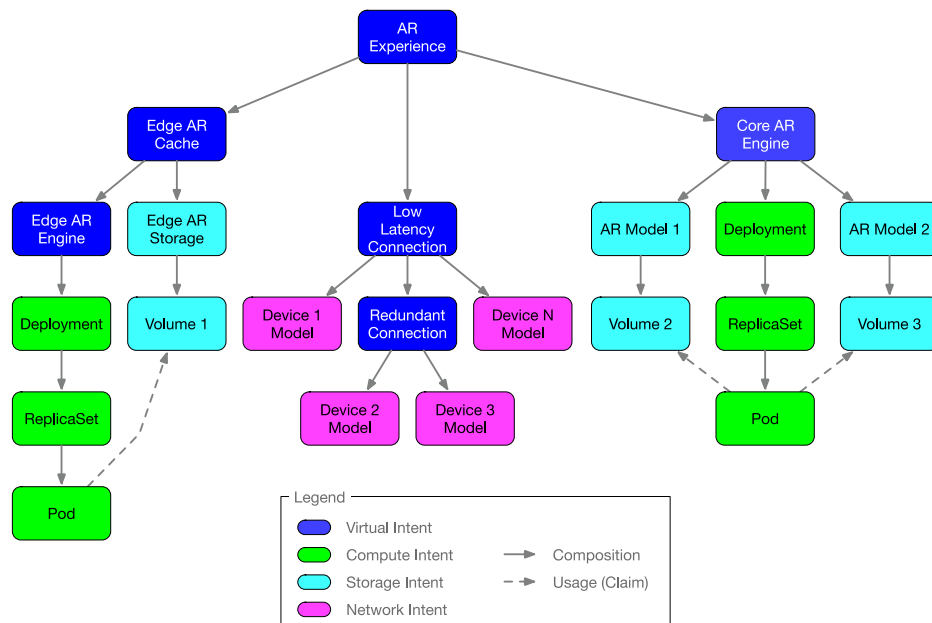 AR
Experience
Edge AR
Cache
Core AR
Engine
Edge AR
Engine
Edge AR
Storage
Low
Latency
Connection
AR Model 1
Deployment
AR Model 2
Deployment
Volume 1
Device 1
Model
Redundant
Connection
Device N
Model
Volume 2
ReplicaSet
Volume 3
ReplicaSet
Device 2
Model
Device 3
Model
Pod
Pod
Legend
Virtual Intent
Compute Intent
Composition
Storage Intent
Usage (Claim)
Network Intent